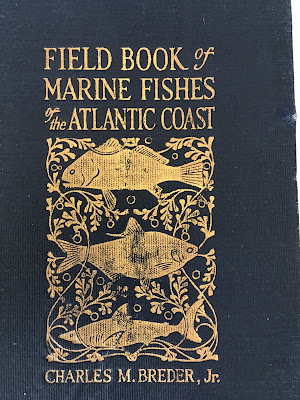 FIELD BOOK of
MARINE FISHES
of the ATLANTIC COAST
CHARLES M. BREDER, Jr.